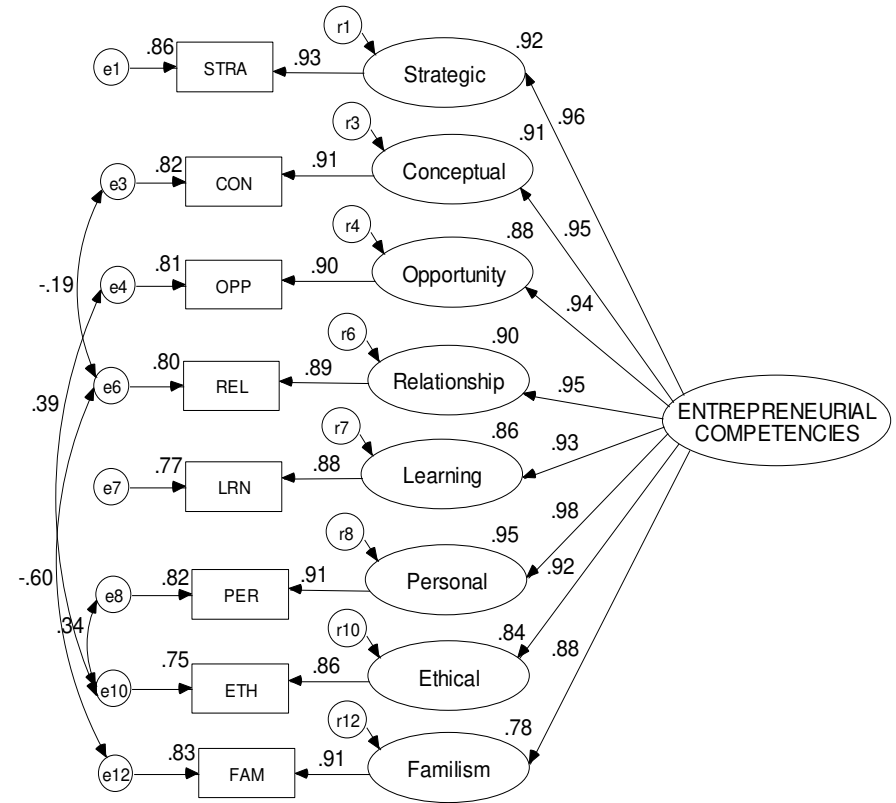 r1
.92
.86
.93
e1
STRA
Strategic
.96
r3
.91
.82
.91
e3
CON
Conceptual
.95
r4
.88
.81
.90
-.19
e4
OPP
Opportunity
.94
r6
.90
.80
.89
.95
e6
REL
Relationship
.39
ENTREPRENEURIAL
COMPETENCIES
r7
.86
.93
.77
.88
e7
LRN
Learning
.98
r8
.95
-.60
.82
.91
.92
e8
PER
Personal
.34
r10
.84
.88
.75
.86
e10
ETH
Ethical
r12
.78
.83
.91
e12
FAM
Familism